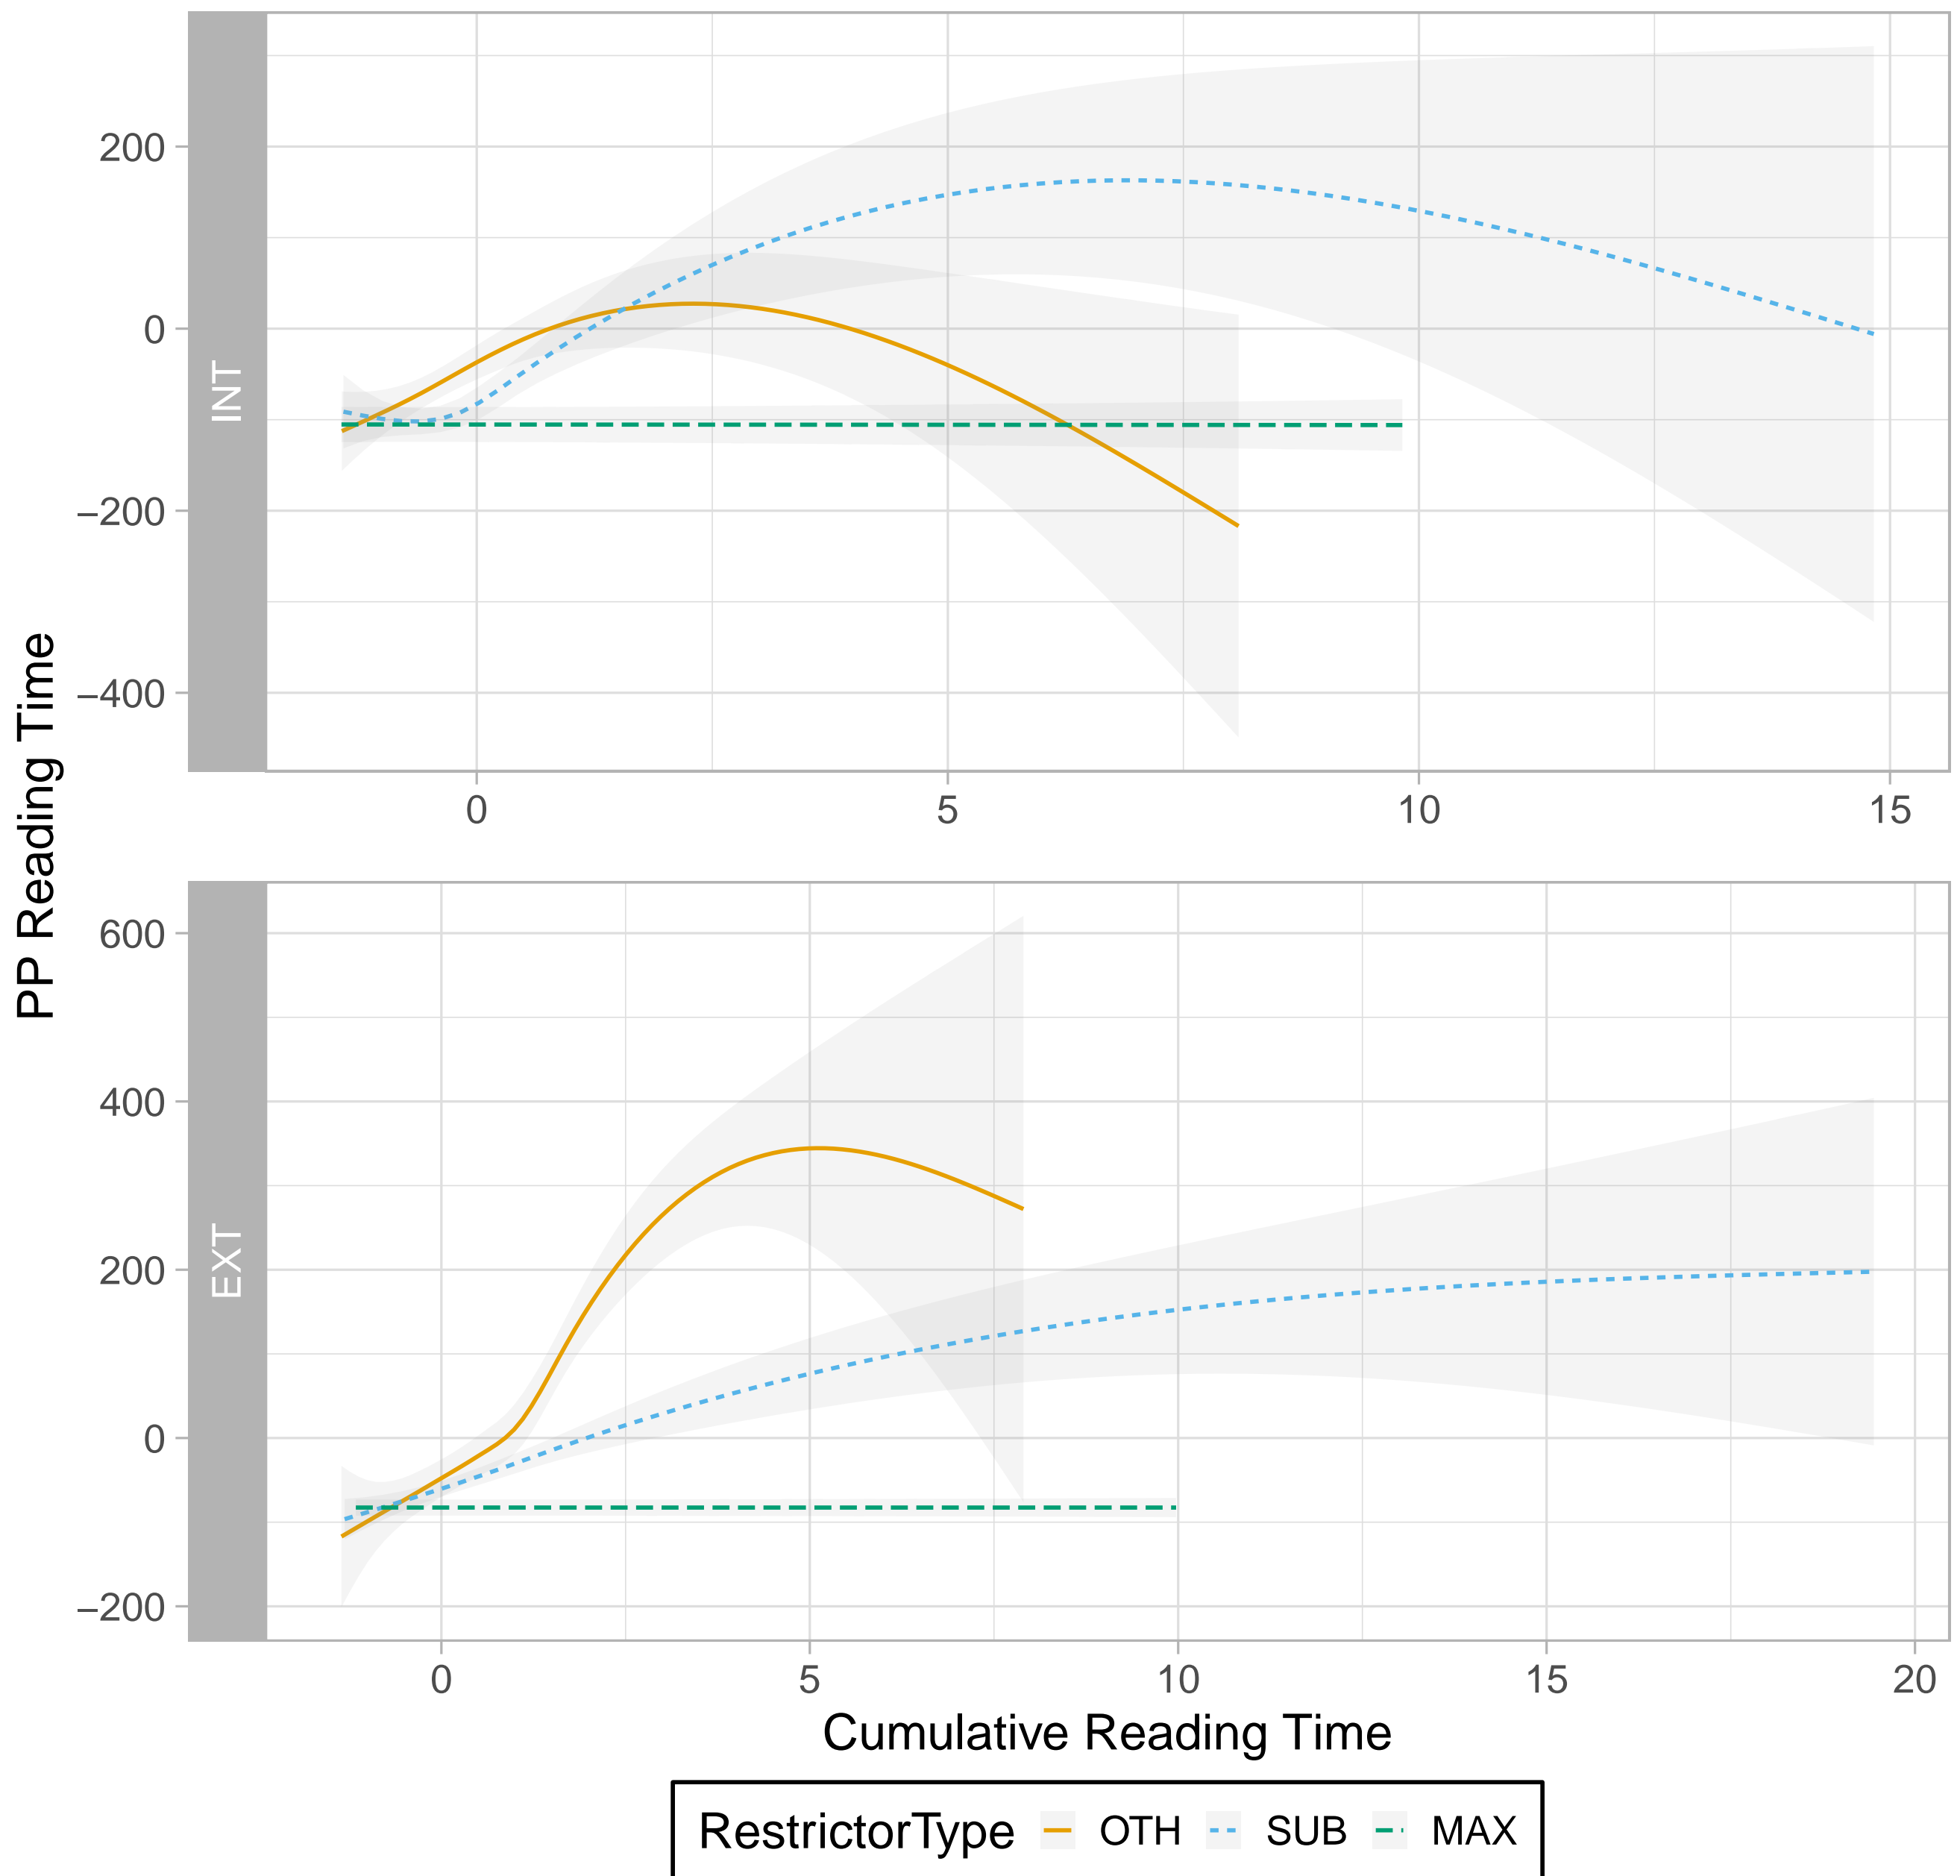 PP Reading Time
INT
200
0
−200
−400
0 5 10 15
EXT
600
400
200
0
−200
0 5 10 15 20
Cumulative Reading Time
RestrictorType OTH SUB MAX